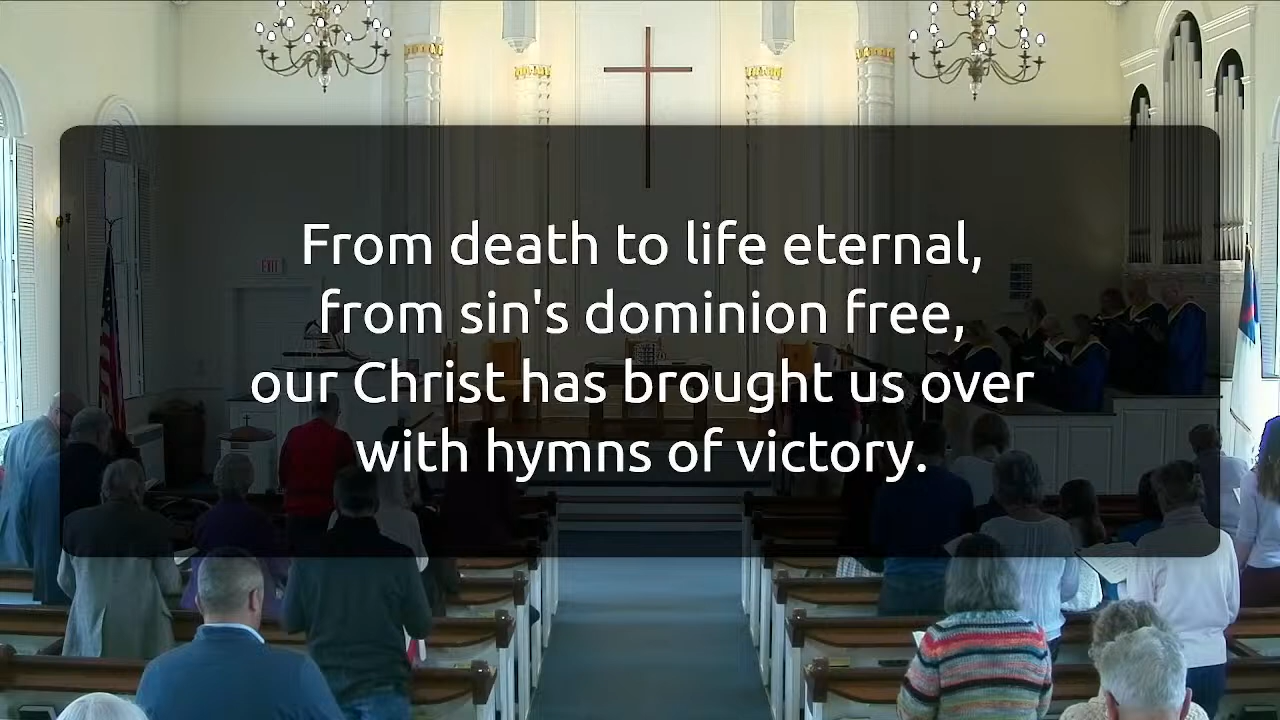 EXIT
From death to life eternal,
from sin's dominion free,
our Christ has brought us over
with hymns of victory.